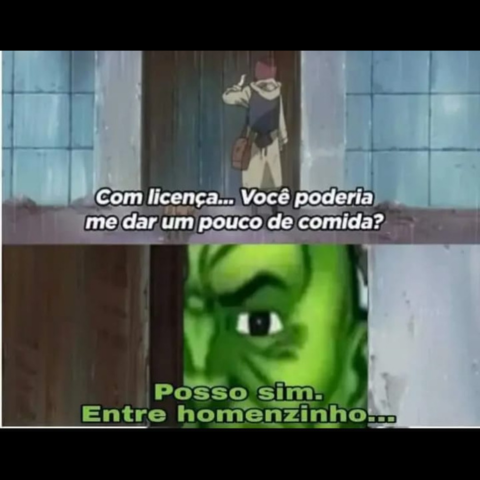 Com licença... Você poderia
me dar um pouco de comida?
Posso sim.
Entre homenzinho...